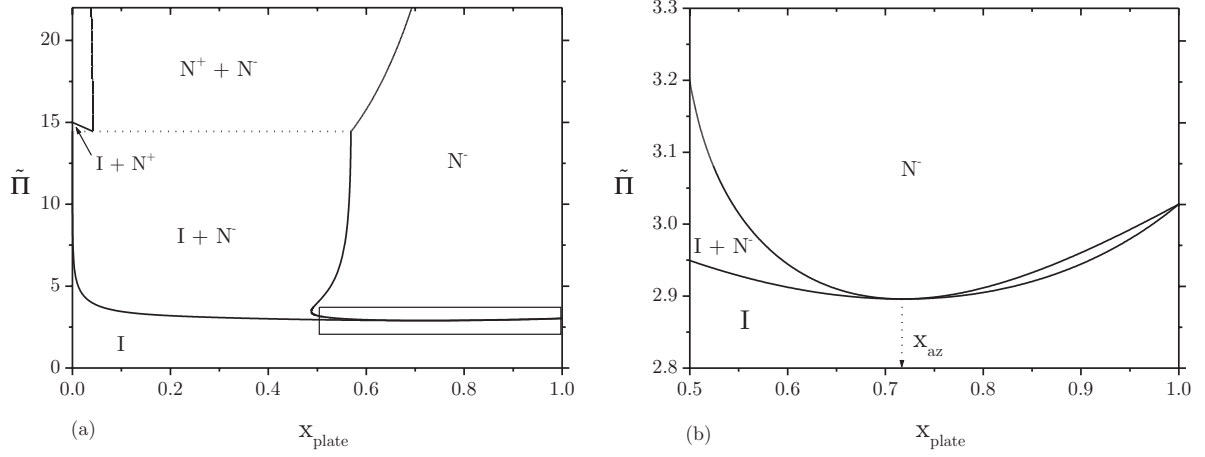 20
15
10
5
0
Π̃
N⁺ + N⁻
I + N⁺
I + N⁻
N⁻
I
0.0 0.2 0.4 0.6 0.8 1.0
(a) x_plate
3.3
3.2
3.1
3.0
2.9
2.8
Π̃
N⁻
I + N⁻
I
x_az
0.5 0.6 0.7 0.8 0.9 1.0
(b) x_plate